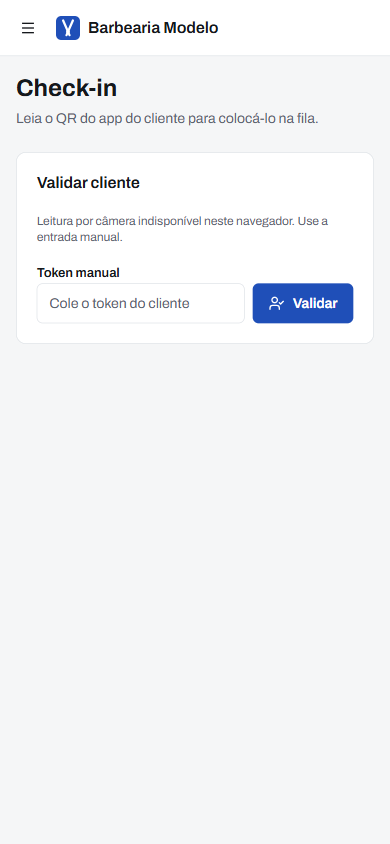 Barbearia Modelo
Check-in
Leia o QR do app do cliente para colocá-lo na fila.
Validar cliente
Leitura por câmera indisponível neste navegador. Use a
entrada manual.
Token manual
Cole o token do cliente
Validar